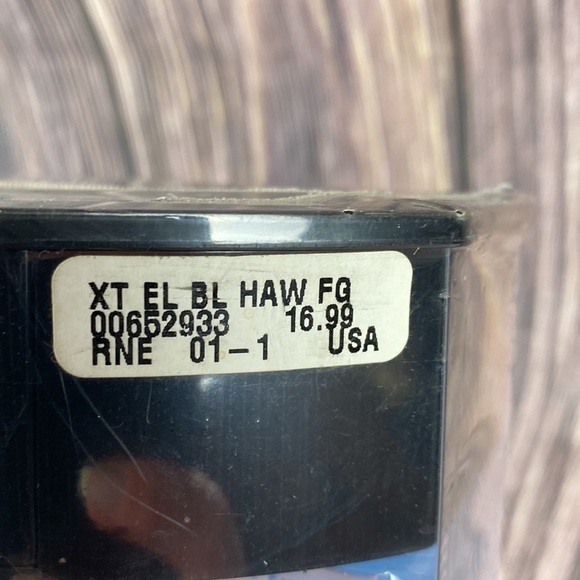 XT EL BL HAW FG
00652933 16.99
RNE 01-1 USA